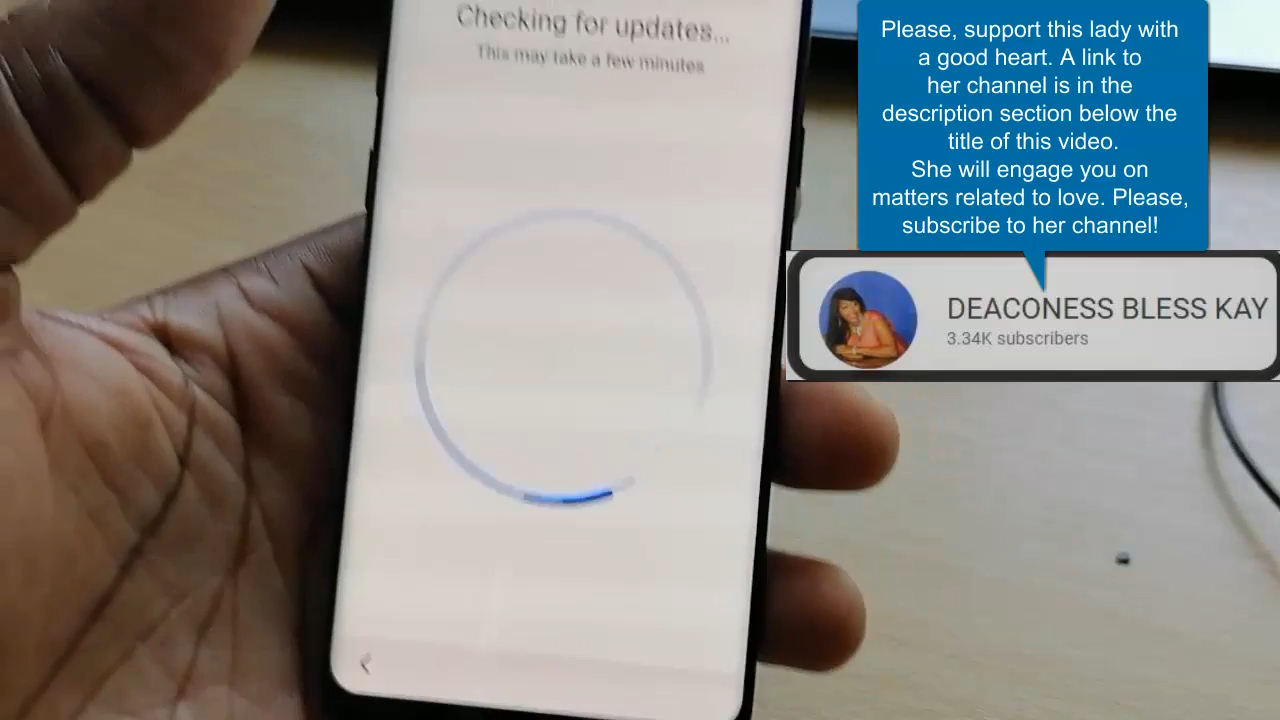 Checking for updates...
This may take a few minutes
Please, support this lady with
a good heart. A link to
her channel is in the
description section below the
title of this video.
She will engage you on
matters related to love. Please,
subscribe to her channel!
DEACONESS BLESS KAY
3.34K subscribers